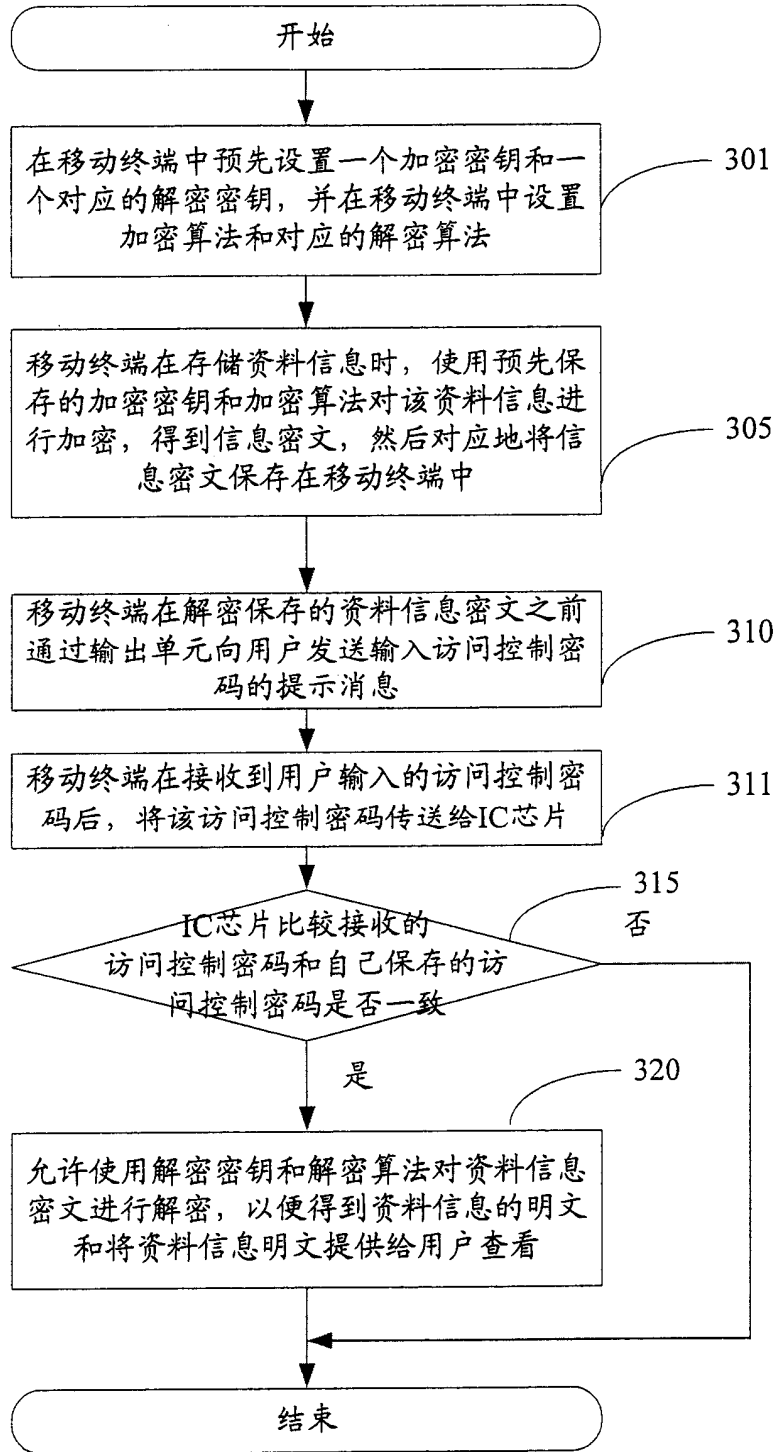 开始
在移动终端中预先设置一个加密密钥和一
个对应的解密密钥，并在移动终端中设置
加密算法和对应的解密算法
301
移动终端在存储资料信息时，使用预先保
存的加密密钥和加密算法对该资料信息进
行加密，得到信息密文，然后对应地将信
息密文保存在移动终端中
305
移动终端在解密保存的资料信息密文之前
通过输出单元向用户发送输入访问控制密
码的提示消息
310
移动终端在接收到用户输入的访问控制密
码后，将该访问控制密码传送给IC芯片
311
IC芯片比较接收的
访问控制密码和自己保存的访
问控制密码是否一致
315
否
是
320
允许使用解密密钥和解密算法对资料信息
密文进行解密，以便得到资料信息的明文
和将资料信息明文提供给用户查看
结束